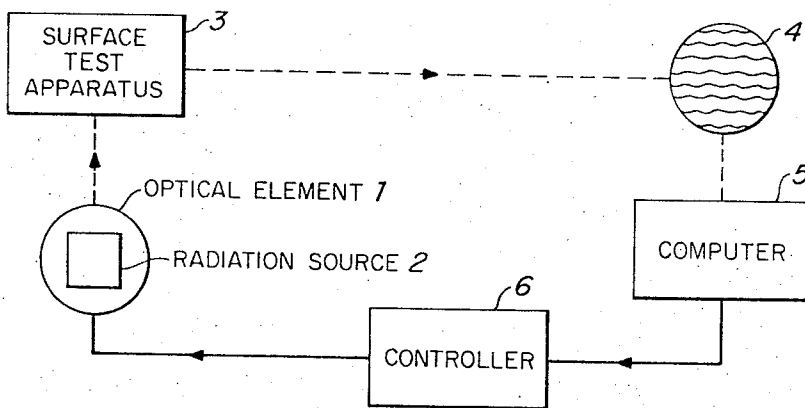 3
SURFACE
TEST
APPARATUS
4
OPTICAL ELEMENT 1
5
RADIATION SOURCE 2
COMPUTER
6
CONTROLLER